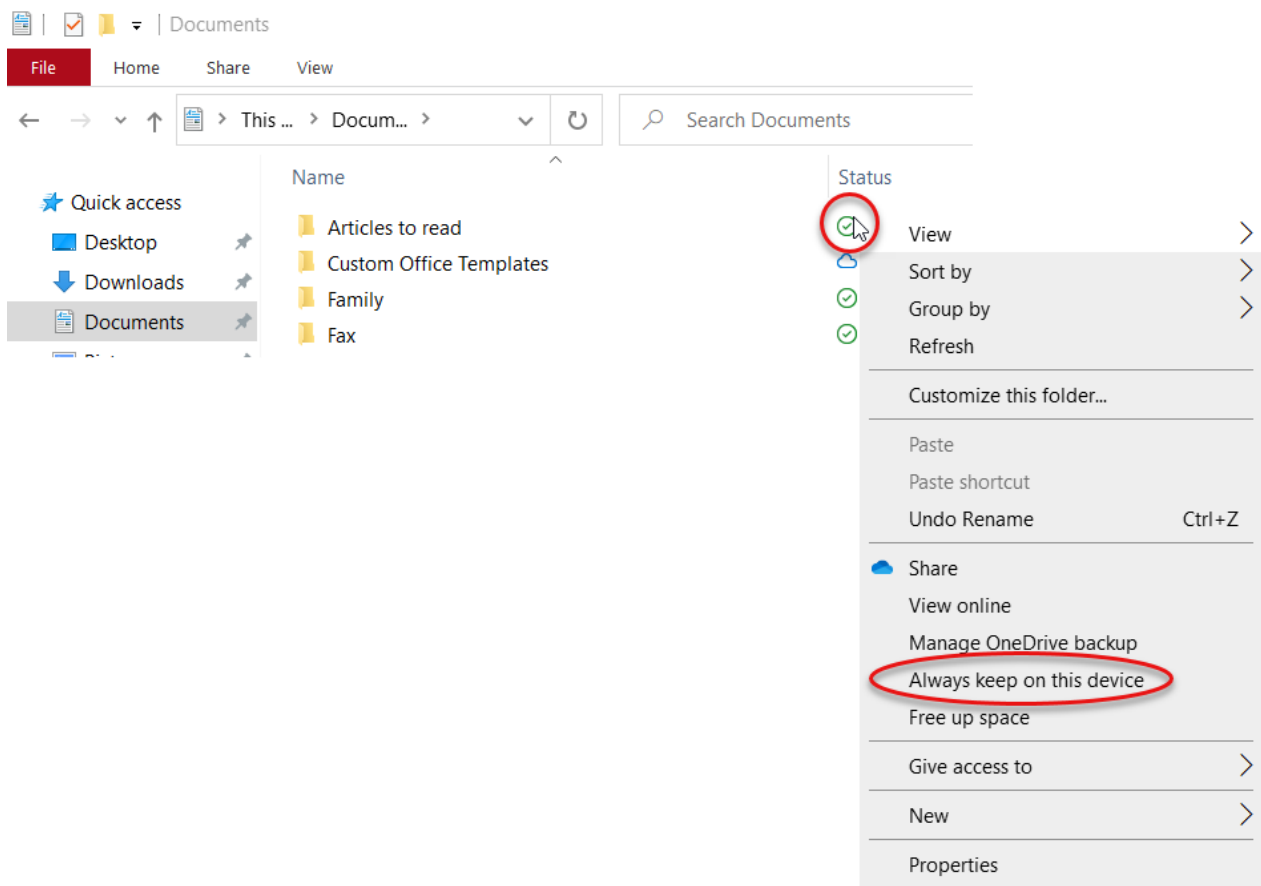 Documents
File Home Share View
This ... Docum... Search Documents
Name Status
Quick access
Desktop
Downloads
Documents
Articles to read
Custom Office Templates
Family
Fax
View
Sort by
Group by
Refresh
Customize this folder...
Paste
Paste shortcut
Undo Rename Ctrl+Z
Share
View online
Manage OneDrive backup
Always keep on this device
Free up space
Give access to
New
Properties